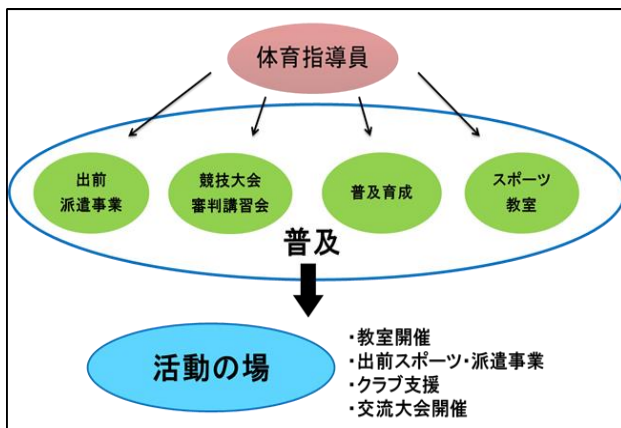 体育指導員
出前
派遣事業
競技大会
審判講習会
普及育成
スポーツ
教室
普及
活動の場
・教室開催
・出前スポーツ・派遣事業
・クラブ支援
・交流大会開催